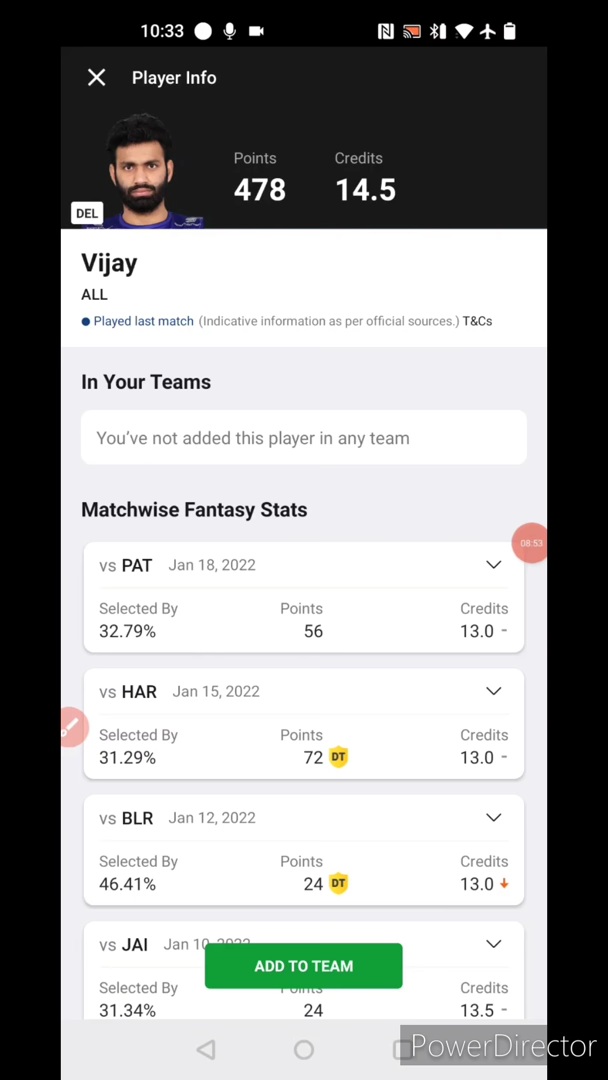 10:33
Player Info
Points
Credits
478
14.5
DEL
Vijay
ALL
Played last match (Indicative information as per official sources.) T&Cs
In Your Teams
You've not added this player in any team
Matchwise Fantasy Stats
08:53
vs PAT Jan 18, 2022
Selected By Points Credits
32.79% 56 13.0 -
vs HAR Jan 15, 2022
Selected By Points Credits
31.29% 72 DT 13.0 -
vs BLR Jan 12, 2022
Selected By Points Credits
46.41% 24 DT 13.0
vs JAI Jan 10, 2022
ADD TO TEAM
Selected By Points Credits
31.34% 24 13.5 -
PowerDirector